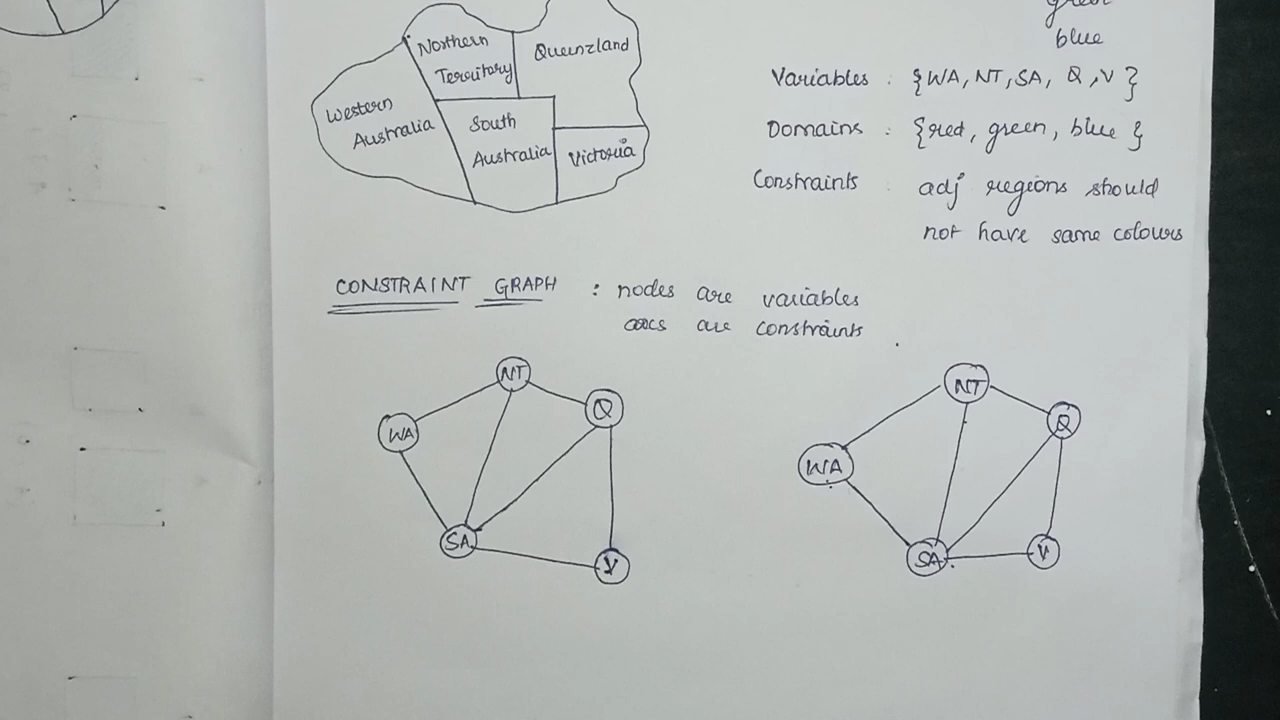 green
blue
Northern
Territory
Queenzland
Western
Australia
South
Australia
Victoria
Variables : {WA, NT, SA, Q, V}
Domains : {red, green, blue}
Constraints : adj regions should
not have same colours
CONSTRAINT GRAPH : nodes are variables
arcs are constraints
NT
Q
WA
SA
V
NT
Q
WA
SA
V